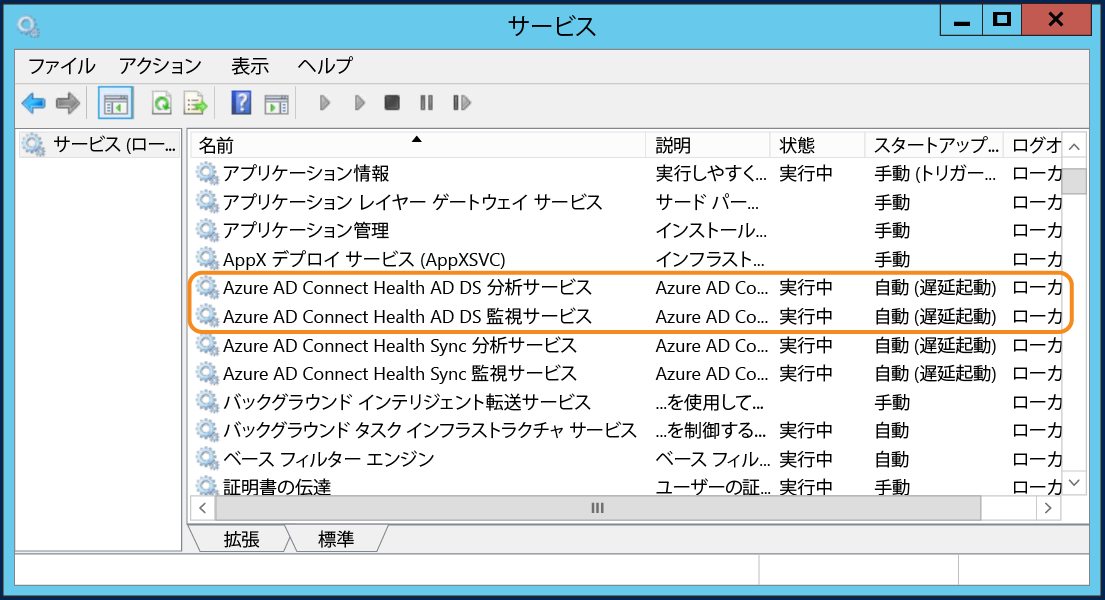 サービス
ファイル アクション 表示 ヘルプ
サービス (ロー...
名前 説明 状態 スタートアップ... ログオ
アプリケーション情報 実行しやすく... 実行中 手動 (トリガー... ローカ
アプリケーション レイヤー ゲートウェイ サービス サード パー... 手動 ローカ
アプリケーション管理 インストール... 手動 ローカ
AppX デプロイ サービス (AppXSVC) インフラスト... 手動 ローカ
Azure AD Connect Health AD DS 分析サービス Azure AD Co... 実行中 自動 (遅延起動) ローカ
Azure AD Connect Health AD DS 監視サービス Azure AD Co... 実行中 自動 (遅延起動) ローカ
Azure AD Connect Health Sync 分析サービス Azure AD Co... 実行中 自動 (遅延起動) ローカ
Azure AD Connect Health Sync 監視サービス Azure AD Co... 実行中 自動 (遅延起動) ローカ
バックグラウンド インテリジェント転送サービス ...を使用して... 手動 ローカ
バックグラウンド タスク インフラストラクチャ サービス ...を制御する... 実行中 自動 ローカ
ベース フィルター エンジン ベース フィル... 実行中 自動 ローカ
証明書の伝達 ユーザーの証... 実行中 手動 ローカ
拡張 標準